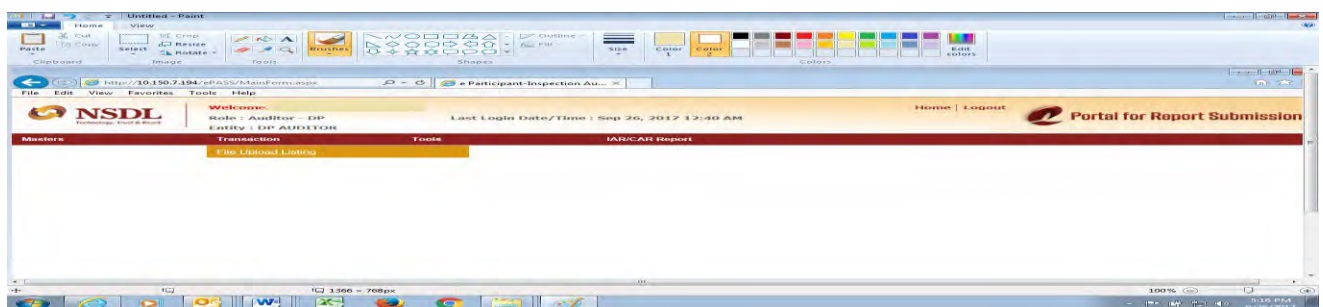 Untitled - Paint
Home View
Paste
Cut
Copy
Select
Crop
Resize
Rotate
Brushes
Outline
Fill
Size
Color 1
Color 2
Edit colors
Clipboard Image Tools Shapes Colors
http://10.150.7.194/ePASS/MainForm.aspx
e Participant-Inspection Au...
File Edit View Favorites Tools Help
NSDL
Technology, Trust & Reach
Welcome.
Role : Auditor - DP
Entity : DP AUDITOR
Last Login Date/Time : Sep 26, 2017 12:40 AM
Home | Logout
Portal for Report Submission
Masters Transaction Tools IAR/CAR Report
File Upload Listing
1366 × 768px
100%
5:16 PM